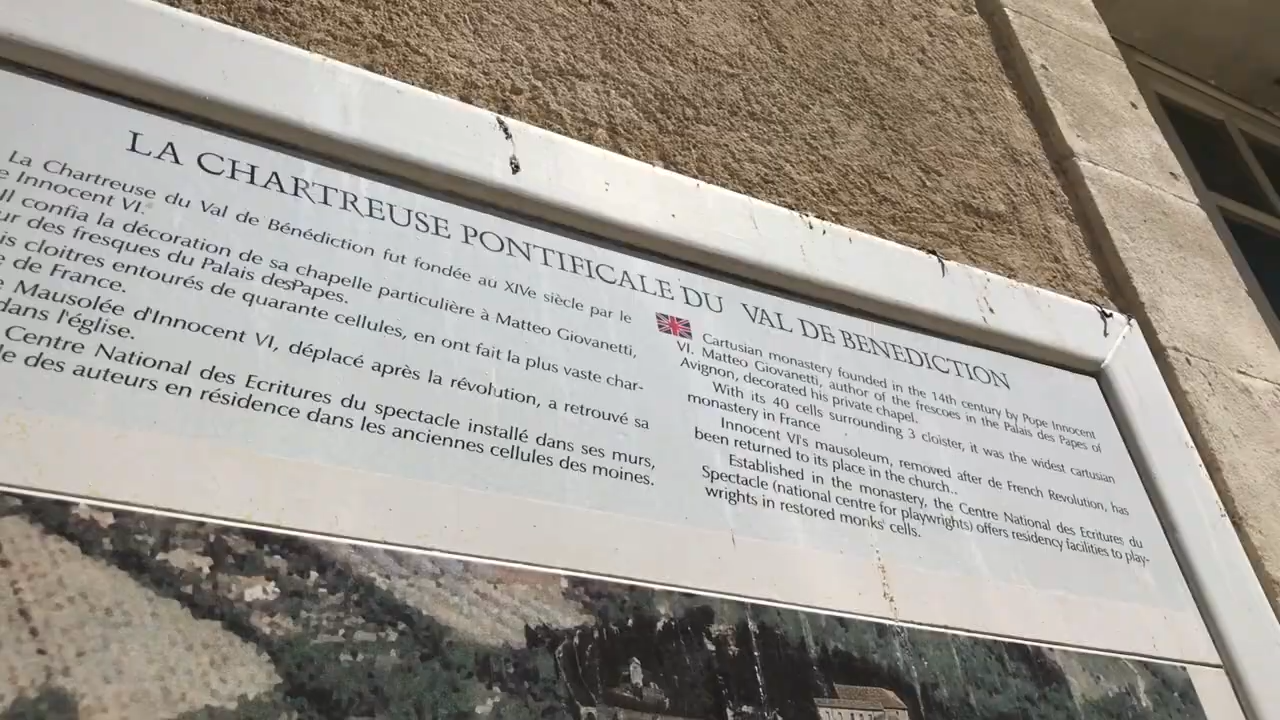 LA CHARTREUSE PONTIFICALE DU VAL DE BENEDICTION
La Chartreuse du Val de Bénédiction fut fondée au XIVe siècle par le
e Innocent VI.
Il confia la décoration de sa chapelle particulière à Matteo Giovanetti,
ur des fresques du Palais desPapes.
is cloitres entourés de quarante cellules, en ont fait la plus vaste char-
e de France.
e Mausolée d'Innocent VI, déplacé après la révolution, a retrouvé sa
dans l'église.
Centre National des Ecritures du spectacle installé dans ses murs,
le des auteurs en résidence dans les anciennes cellules des moines.
Cartusian monastery founded in the 14th century by Pope Innocent
VI. Matteo Giovanetti, author of the frescoes in the Palais des Papes of
Avignon, decorated his private chapel.
With its 40 cells surrounding 3 cloister, it was the widest cartusian
monastery in France
Innocent VI's mausoleum, removed after de French Revolution, has
been returned to its place in the church..
Established in the monastery, the Centre National des Ecritures du
Spectacle (national centre for playwrights) offers residency facilities to play-
wrights in restored monks' cells.